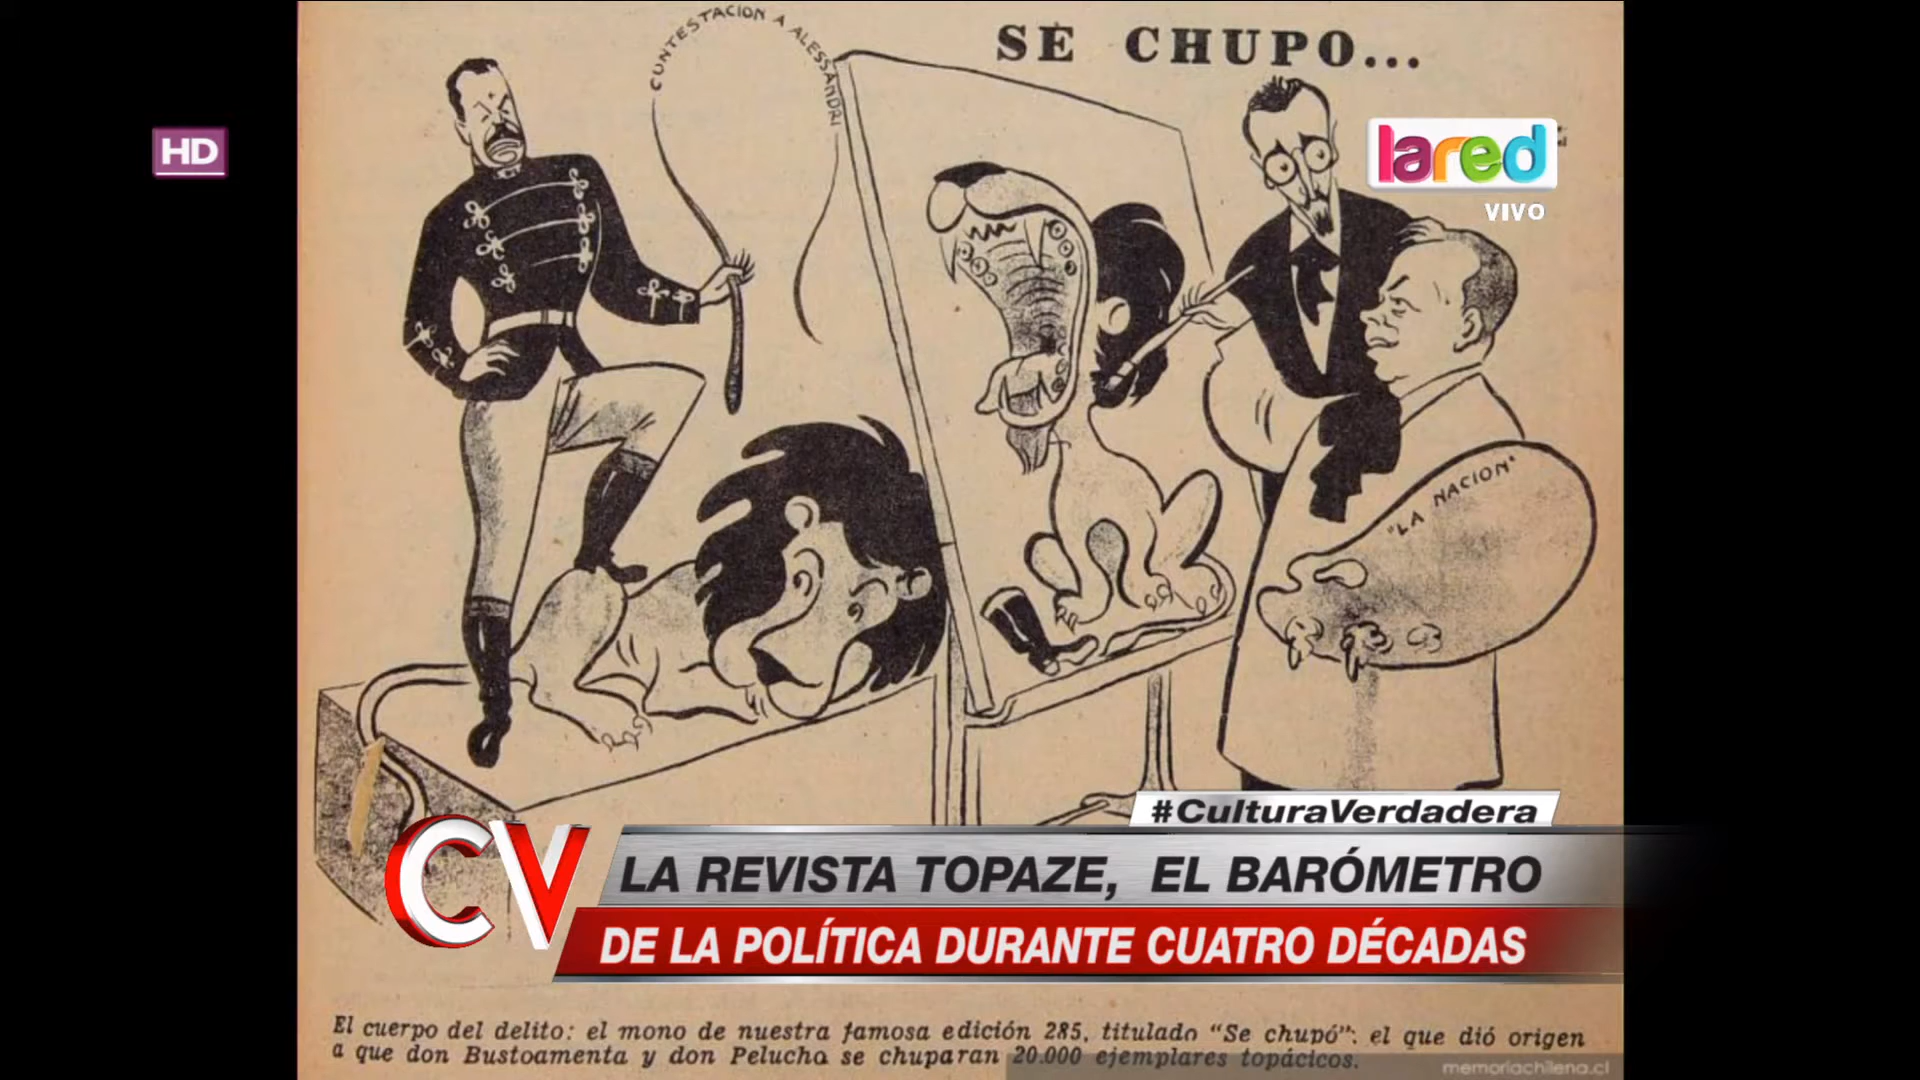 CONTESTACION A ALESSANDRI
SE CHUPO...
HD
lared
VIVO
"LA NACION"
#CulturaVerdadera
CV
LA REVISTA TOPAZE, EL BARÓMETRO
DE LA POLÍTICA DURANTE CUATRO DÉCADAS
El cuerpo del delito: el mono de nuestra famosa edición 285, titulado "Se chupó": el que dió origen
a que don Bustoamenta y don Pelucha se chuparan 20.000 ejemplares topácicos.
memoriachilena.cl